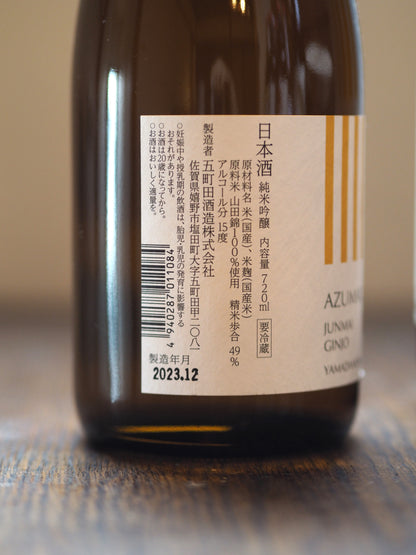 日本酒 純米吟醸 内容量 720ml 要冷蔵
原材料名 米(国産)、米麹(国産米)
原料米 山田錦100%使用 精米歩合 49%
アルコール分 15度
製造者 五町田酒造株式会社
佐賀県嬉野市塩田町大字五町田甲二〇八一
○妊娠中や授乳期の飲酒は、胎児・乳児の発育に影響する
おそれがあります。
○お酒は20歳になってから。
○お酒はおいしく適量を。
4 940287 011084
製造年月
2023.12
JUNMAI
GINJO